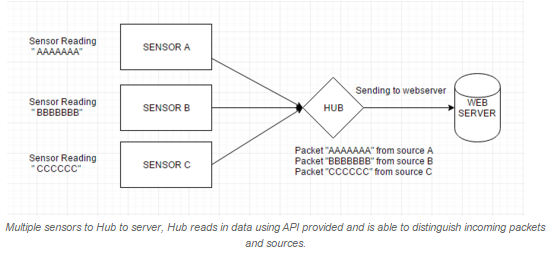 Sensor Reading
" AAAAAAA"
SENSOR A
Sensor Reading
"BBBBBBB"
SENSOR B
Sensor Reading
"CCCCCC"
SENSOR C
HUB
Sending to webserver
WEB
SERVER
Packet "AAAAAAA" from source A
Packet "BBBBBBB" from source B
Packet "CCCCCC" from source C
Multiple sensors to Hub to server, Hub reads in data using API provided and is able to distinguish incoming packets
and sources.